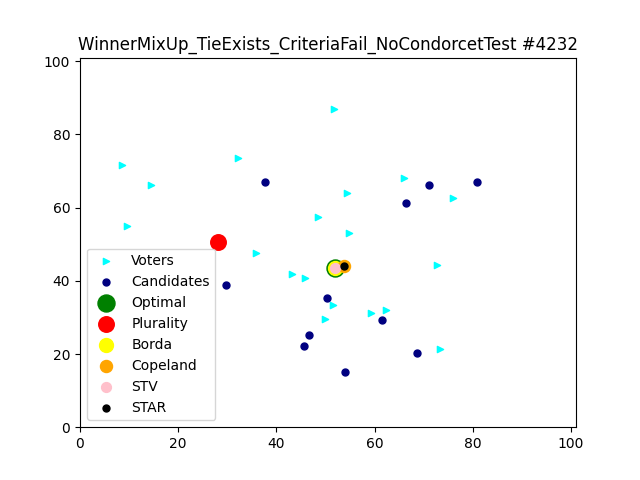 WinnerMixUp_TieExists_CriteriaFail_NoCondorcetTest #4232
100
80
60
40
20
0
Voters
Candidates
Optimal
Plurality
Borda
Copeland
STV
STAR
0 20 40 60 80 100